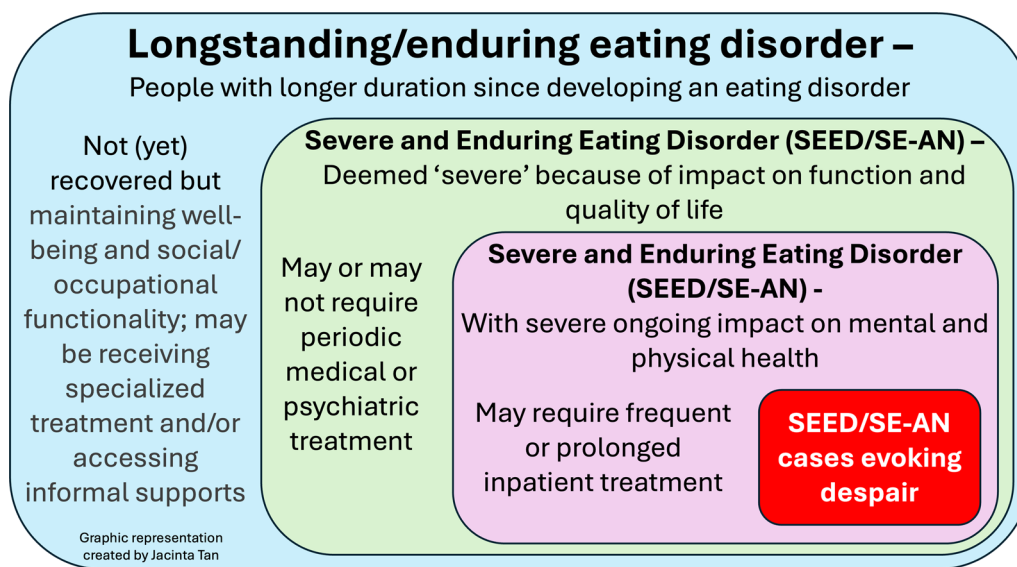 Longstanding/enduring eating disorder –
People with longer duration since developing an eating disorder
Not (yet)
recovered but
maintaining well-
being and social/
occupational
functionality; may
be receiving
specialized
treatment and/or
accessing
informal supports
Graphic representation
created by Jacinta Tan
Severe and Enduring Eating Disorder (SEED/SE-AN) –
Deemed ‘severe’ because of impact on function and
quality of life
May or may
not require
periodic
medical or
psychiatric
treatment
Severe and Enduring Eating Disorder
(SEED/SE-AN) -
With severe ongoing impact on mental and
physical health
May require frequent
or prolonged
inpatient treatment
SEED/SE-AN
cases evoking
despair